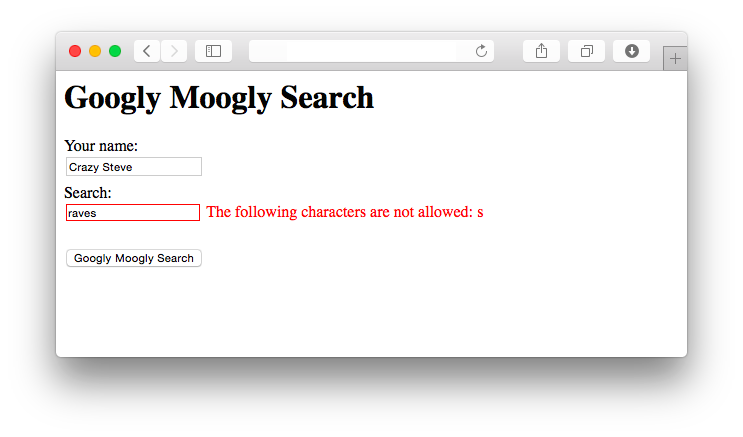 Googly Moogly Search
Your name:
Crazy Steve
Search:
raves The following characters are not allowed: s
Googly Moogly Search